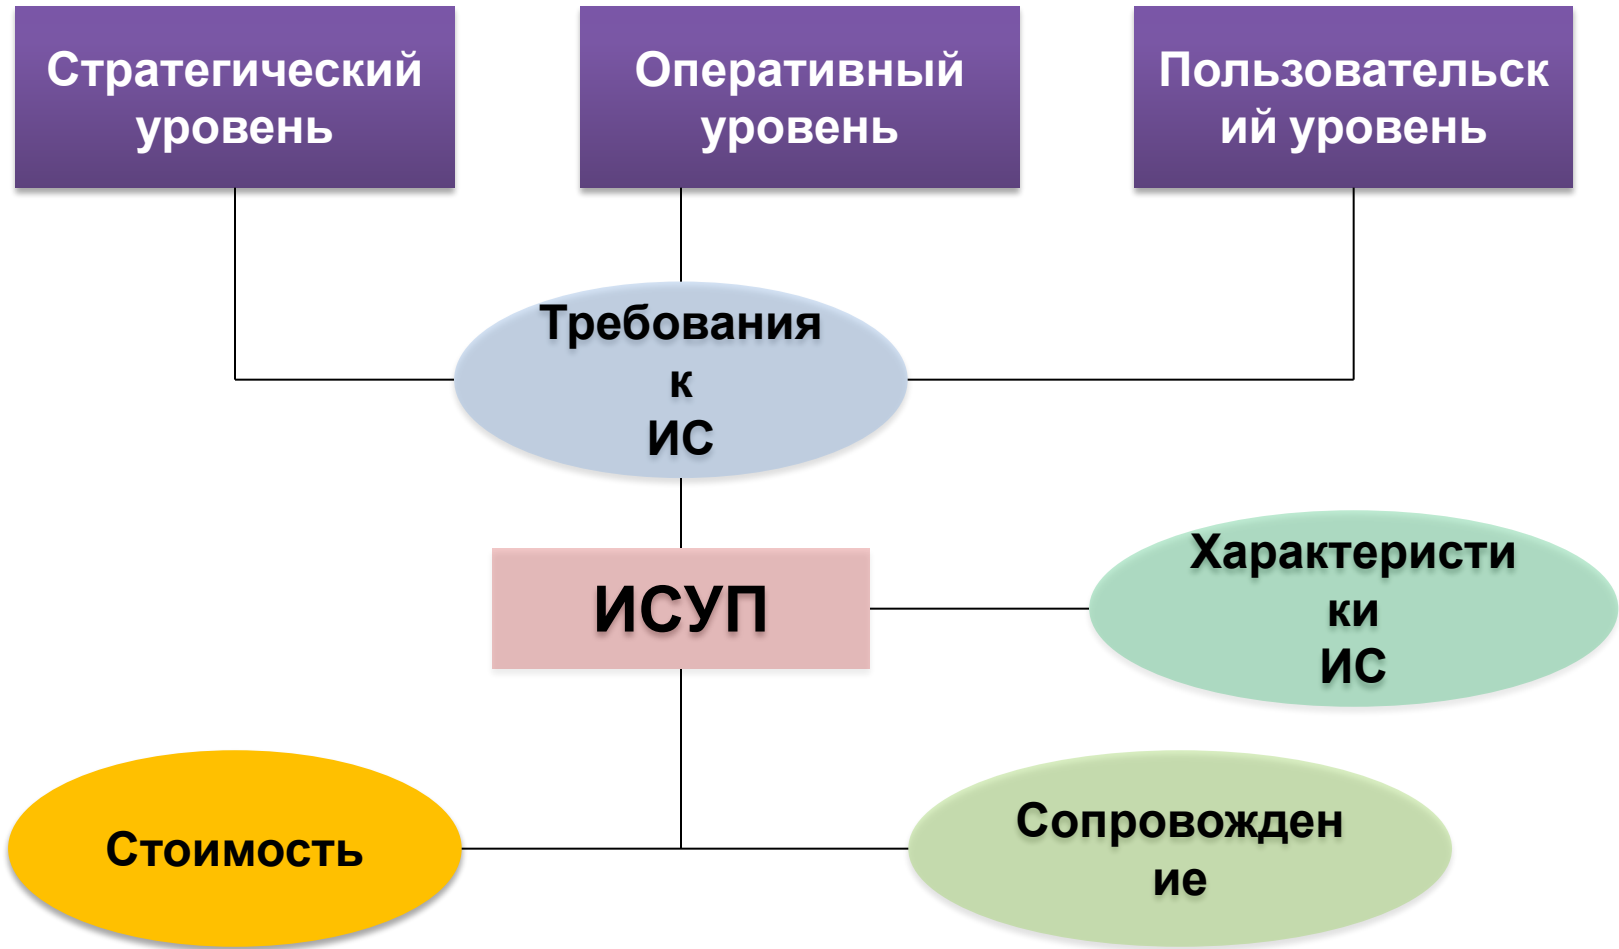 Стратегический
уровень
Оперативный
уровень
Пользовательск
ий уровень
Требования
к
ИС
ИСУП
Характеристи
ки
ИС
Стоимость
Сопровожден
ие